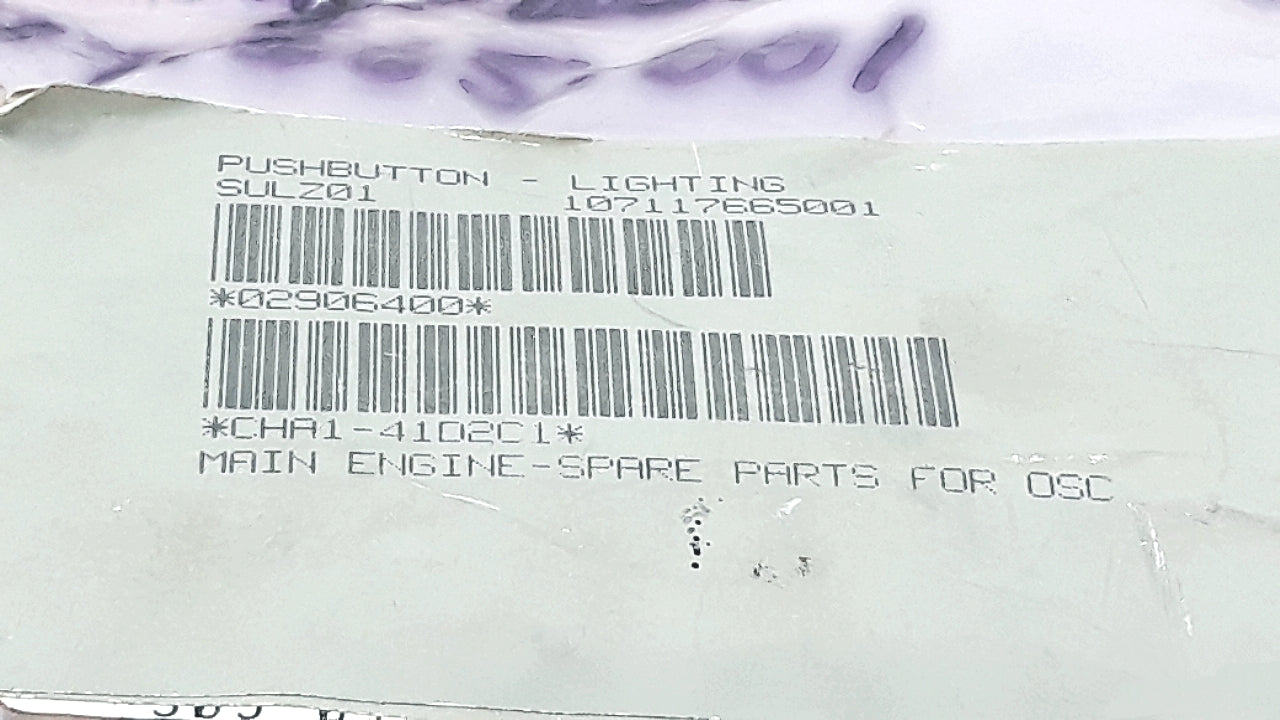 PUSHBUTTON - LIGHTING
SULZ01 107117665001
*02906400*
*CHA1-4102C1*
MAIN ENGINE-SPARE PARTS FOR OSC